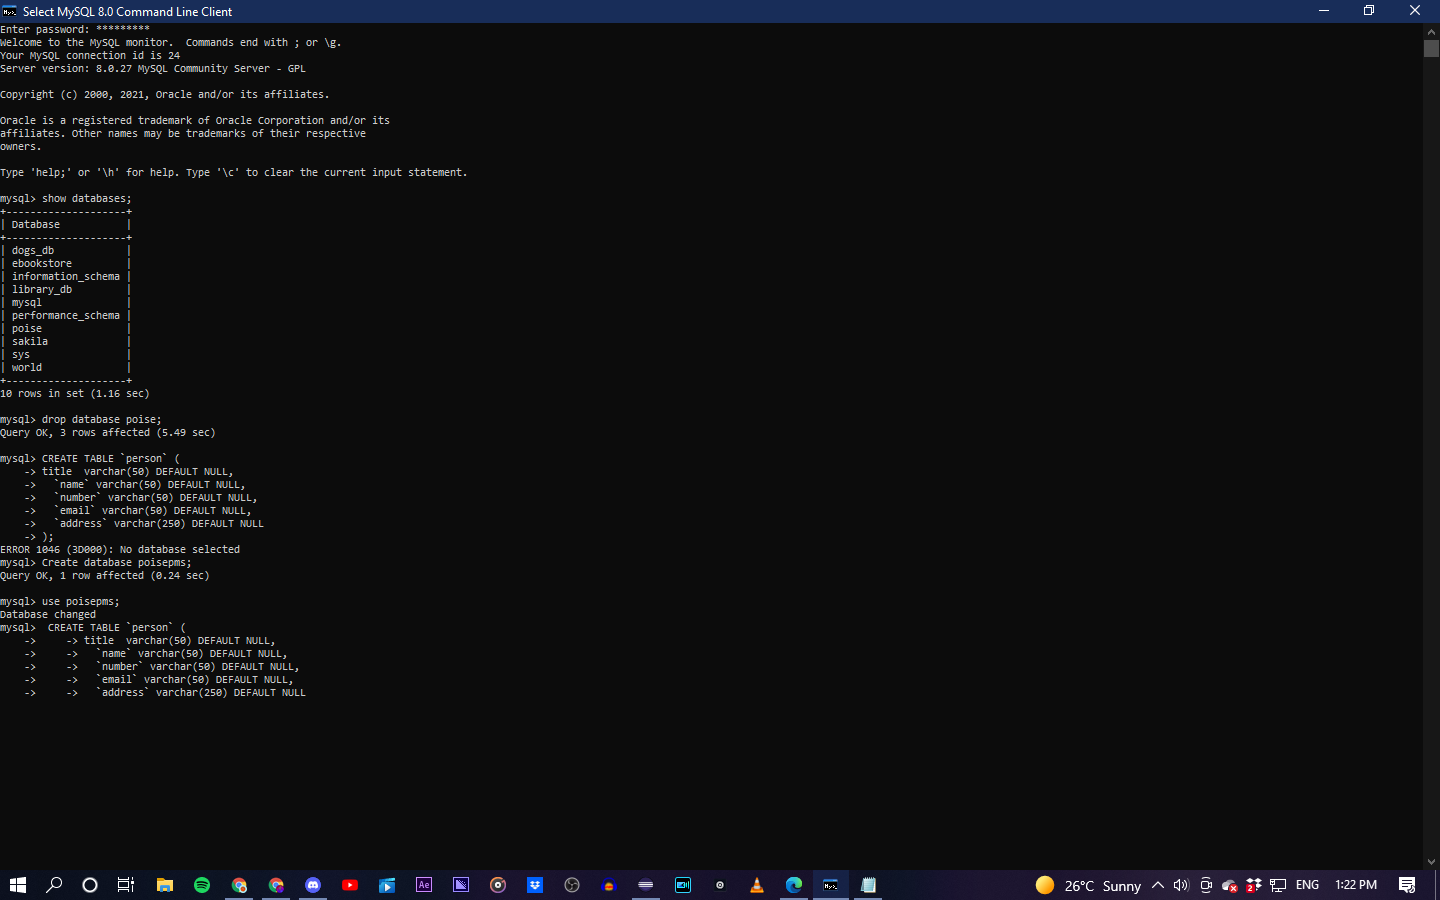 Select MySQL 8.0 Command Line Client
Enter password: *********
Welcome to the MySQL monitor.  Commands end with ; or \g.
Your MySQL connection id is 24
Server version: 8.0.27 MySQL Community Server - GPL
Copyright (c) 2000, 2021, Oracle and/or its affiliates.
Oracle is a registered trademark of Oracle Corporation and/or its
affiliates. Other names may be trademarks of their respective
owners.
Type 'help;' or '\h' for help. Type '\c' to clear the current input statement.
mysql> show databases;
+--------------------+
| Database           |
+--------------------+
| dogs_db            |
| ebookstore         |
| information_schema |
| library_db         |
| mysql              |
| performance_schema |
| poise              |
| sakila             |
| sys                |
| world              |
+--------------------+
10 rows in set (1.16 sec)
mysql> drop database poise;
Query OK, 3 rows affected (5.49 sec)
mysql> CREATE TABLE `person` (
    -> title  varchar(50) DEFAULT NULL,
    ->   `name` varchar(50) DEFAULT NULL,
    ->   `number` varchar(50) DEFAULT NULL,
    ->   `email` varchar(50) DEFAULT NULL,
    ->   `address` varchar(250) DEFAULT NULL
    -> );
ERROR 1046 (3D000): No database selected
mysql> Create database poisepms;
Query OK, 1 row affected (0.24 sec)
mysql> use poisepms;
Database changed
mysql>  CREATE TABLE `person` (
    ->     -> title  varchar(50) DEFAULT NULL,
    ->     ->   `name` varchar(50) DEFAULT NULL,
    ->     ->   `number` varchar(50) DEFAULT NULL,
    ->     ->   `email` varchar(50) DEFAULT NULL,
    ->     ->   `address` varchar(250) DEFAULT NULL
Ae
26°C Sunny
2
ENG
1:22 PM